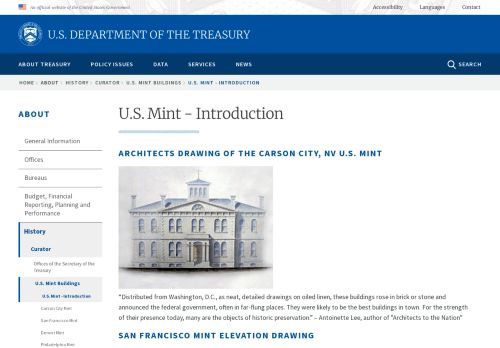 An official website of the United States Government
Accessibility
Languages
Contact
U.S. DEPARTMENT OF THE TREASURY
ABOUT TREASURY
POLICY ISSUES
DATA
SERVICES
NEWS
SEARCH
HOME › ABOUT › HISTORY › CURATOR › U.S. MINT BUILDINGS › U.S. MINT - INTRODUCTION
ABOUT
General Information
Offices
Bureaus
Budget, Financial
Reporting, Planning and
Performance
History
Curator
Offices of the Secretary of the
Treasury
U.S. Mint Buildings
U.S. Mint - Introduction
Carson City Mint
San Francisco Mint
Denver Mint
Philadelphia Mint
U.S. Mint - Introduction
ARCHITECTS DRAWING OF THE CARSON CITY, NV U.S. MINT
"Distributed from Washington, D.C., as neat, detailed drawings on oiled linen, these buildings rose in brick or stone and
announced the federal government, often in far-flung places. They were likely to be the best buildings in town. For the strength
of their presence today, many are the objects of historic preservation." – Antoinette Lee, author of "Architects to the Nation"
SAN FRANCISCO MINT ELEVATION DRAWING